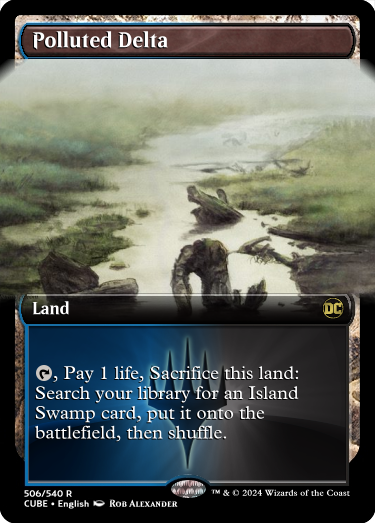 Polluted Delta
Land
DC
, Pay 1 life, Sacrifice this land:
Search your library for an Island
Swamp card, put it onto the
battlefield, then shuffle.
506/540 R
CUBE • English Rob Alexander
™ & © 2024 Wizards of the Coast